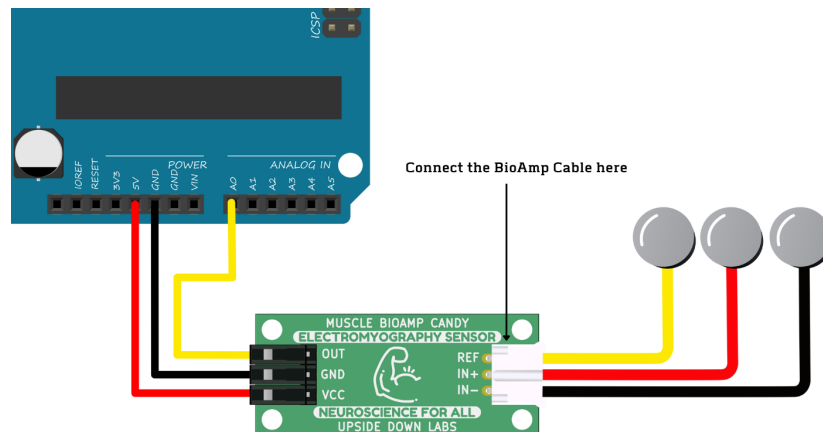 ICSP
POWER
ANALOG IN
IOREF
RESET
3V3
5V
GND
GND
VIN
A0
A1
A2
A3
A4
A5
Connect the BioAmp Cable here
MUSCLE BIOAMP CANDY
ELECTROMYOGRAPHY SENSOR
OUT
GND
VCC
REF
IN+
IN-
NEUROSCIENCE FOR ALL
UPSIDE DOWN LABS